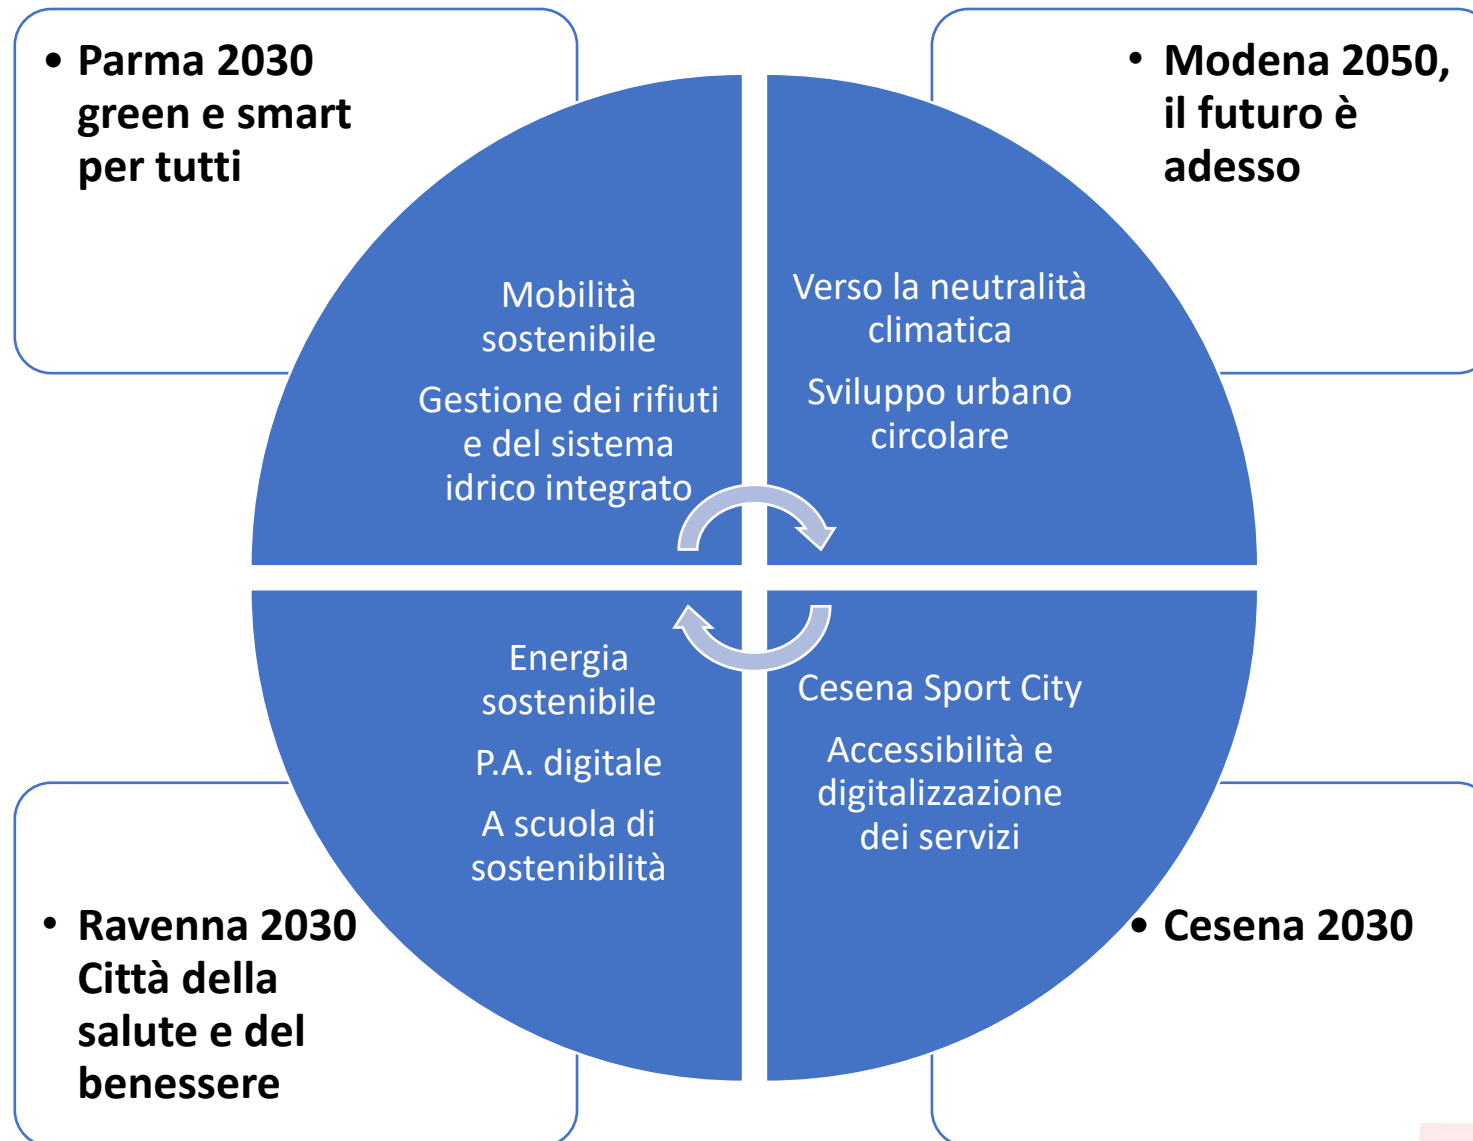 • Parma 2030
green e smart
per tutti
• Modena 2050,
il futuro è
adesso
Mobilità
sostenibile
Gestione dei rifiuti
e del sistema
idrico integrato
Verso la neutralità
climatica
Sviluppo urbano
circolare
Energia
sostenibile
P.A. digitale
A scuola di
sostenibilità
Cesena Sport City
Accessibilità e
digitalizzazione
dei servizi
• Ravenna 2030
Città della
salute e del
benessere
• Cesena 2030